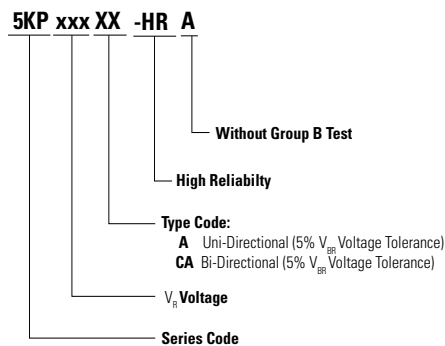 5KP xxx XX -HR A
Without Group B Test
High Reliabilty
Type Code:
A Uni-Directional (5% VBR Voltage Tolerance)
CA Bi-Directional (5% VBR Voltage Tolerance)
VR Voltage
Series Code